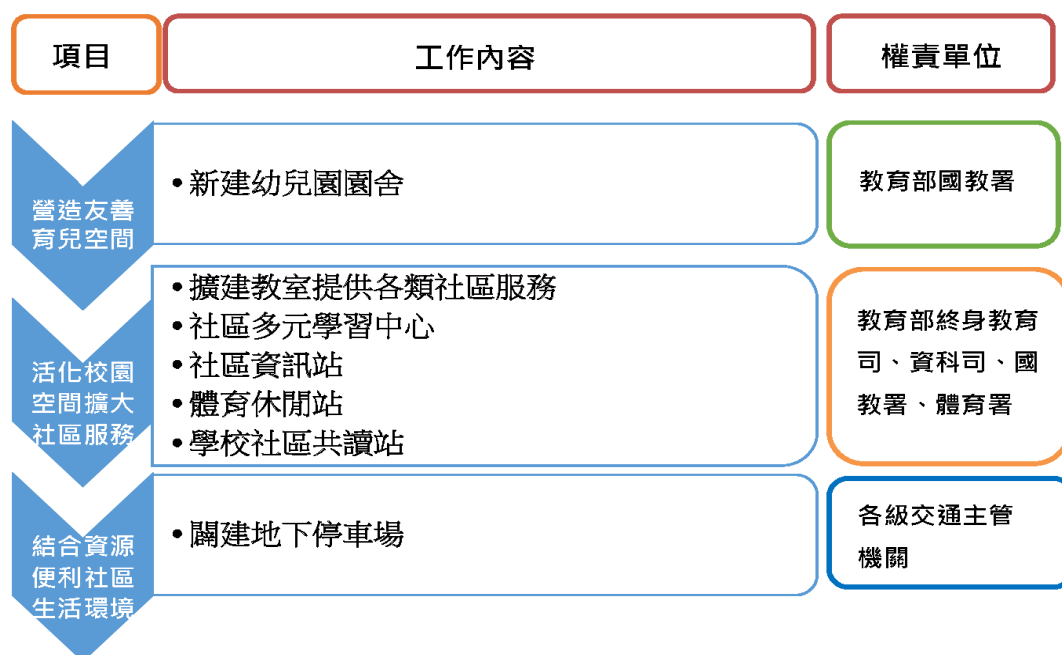 項目
工作內容
權責單位
營造友善
育兒空間
•新建幼兒園園舍
教育部國教署
活化校園
空間擴大
社區服務
•擴建教室提供各類社區服務
•社區多元學習中心
•社區資訊站
•體育休閒站
•學校社區共讀站
教育部終身教育
司、資科司、國
教署、體育署
結合資源
便利社區
生活環境
•闢建地下停車場
各級交通主管
機關